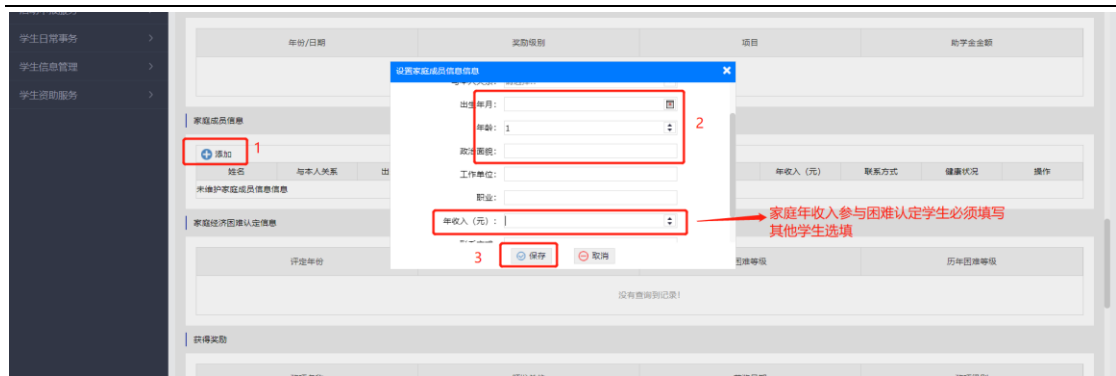 学生日常事务
学生信息管理
学生资助服务
年份/日期 奖励级别 项目 助学金金额
设置家庭成员信息信息
出生年月：
年龄： 1
政治面貌：
2
工作单位：
职业：
年收入（元）：
保存 取消
3
家庭成员信息
添加 1
姓名 与本人关系 出 年收入（元） 联系方式 健康状况 操作
未维护家庭成员信息信息
家庭年收入参与困难认定学生必须填写
其他学生选填
家庭经济困难认定信息
评定年份 困难等级 历年困难等级
没有查询到记录！
获得奖励